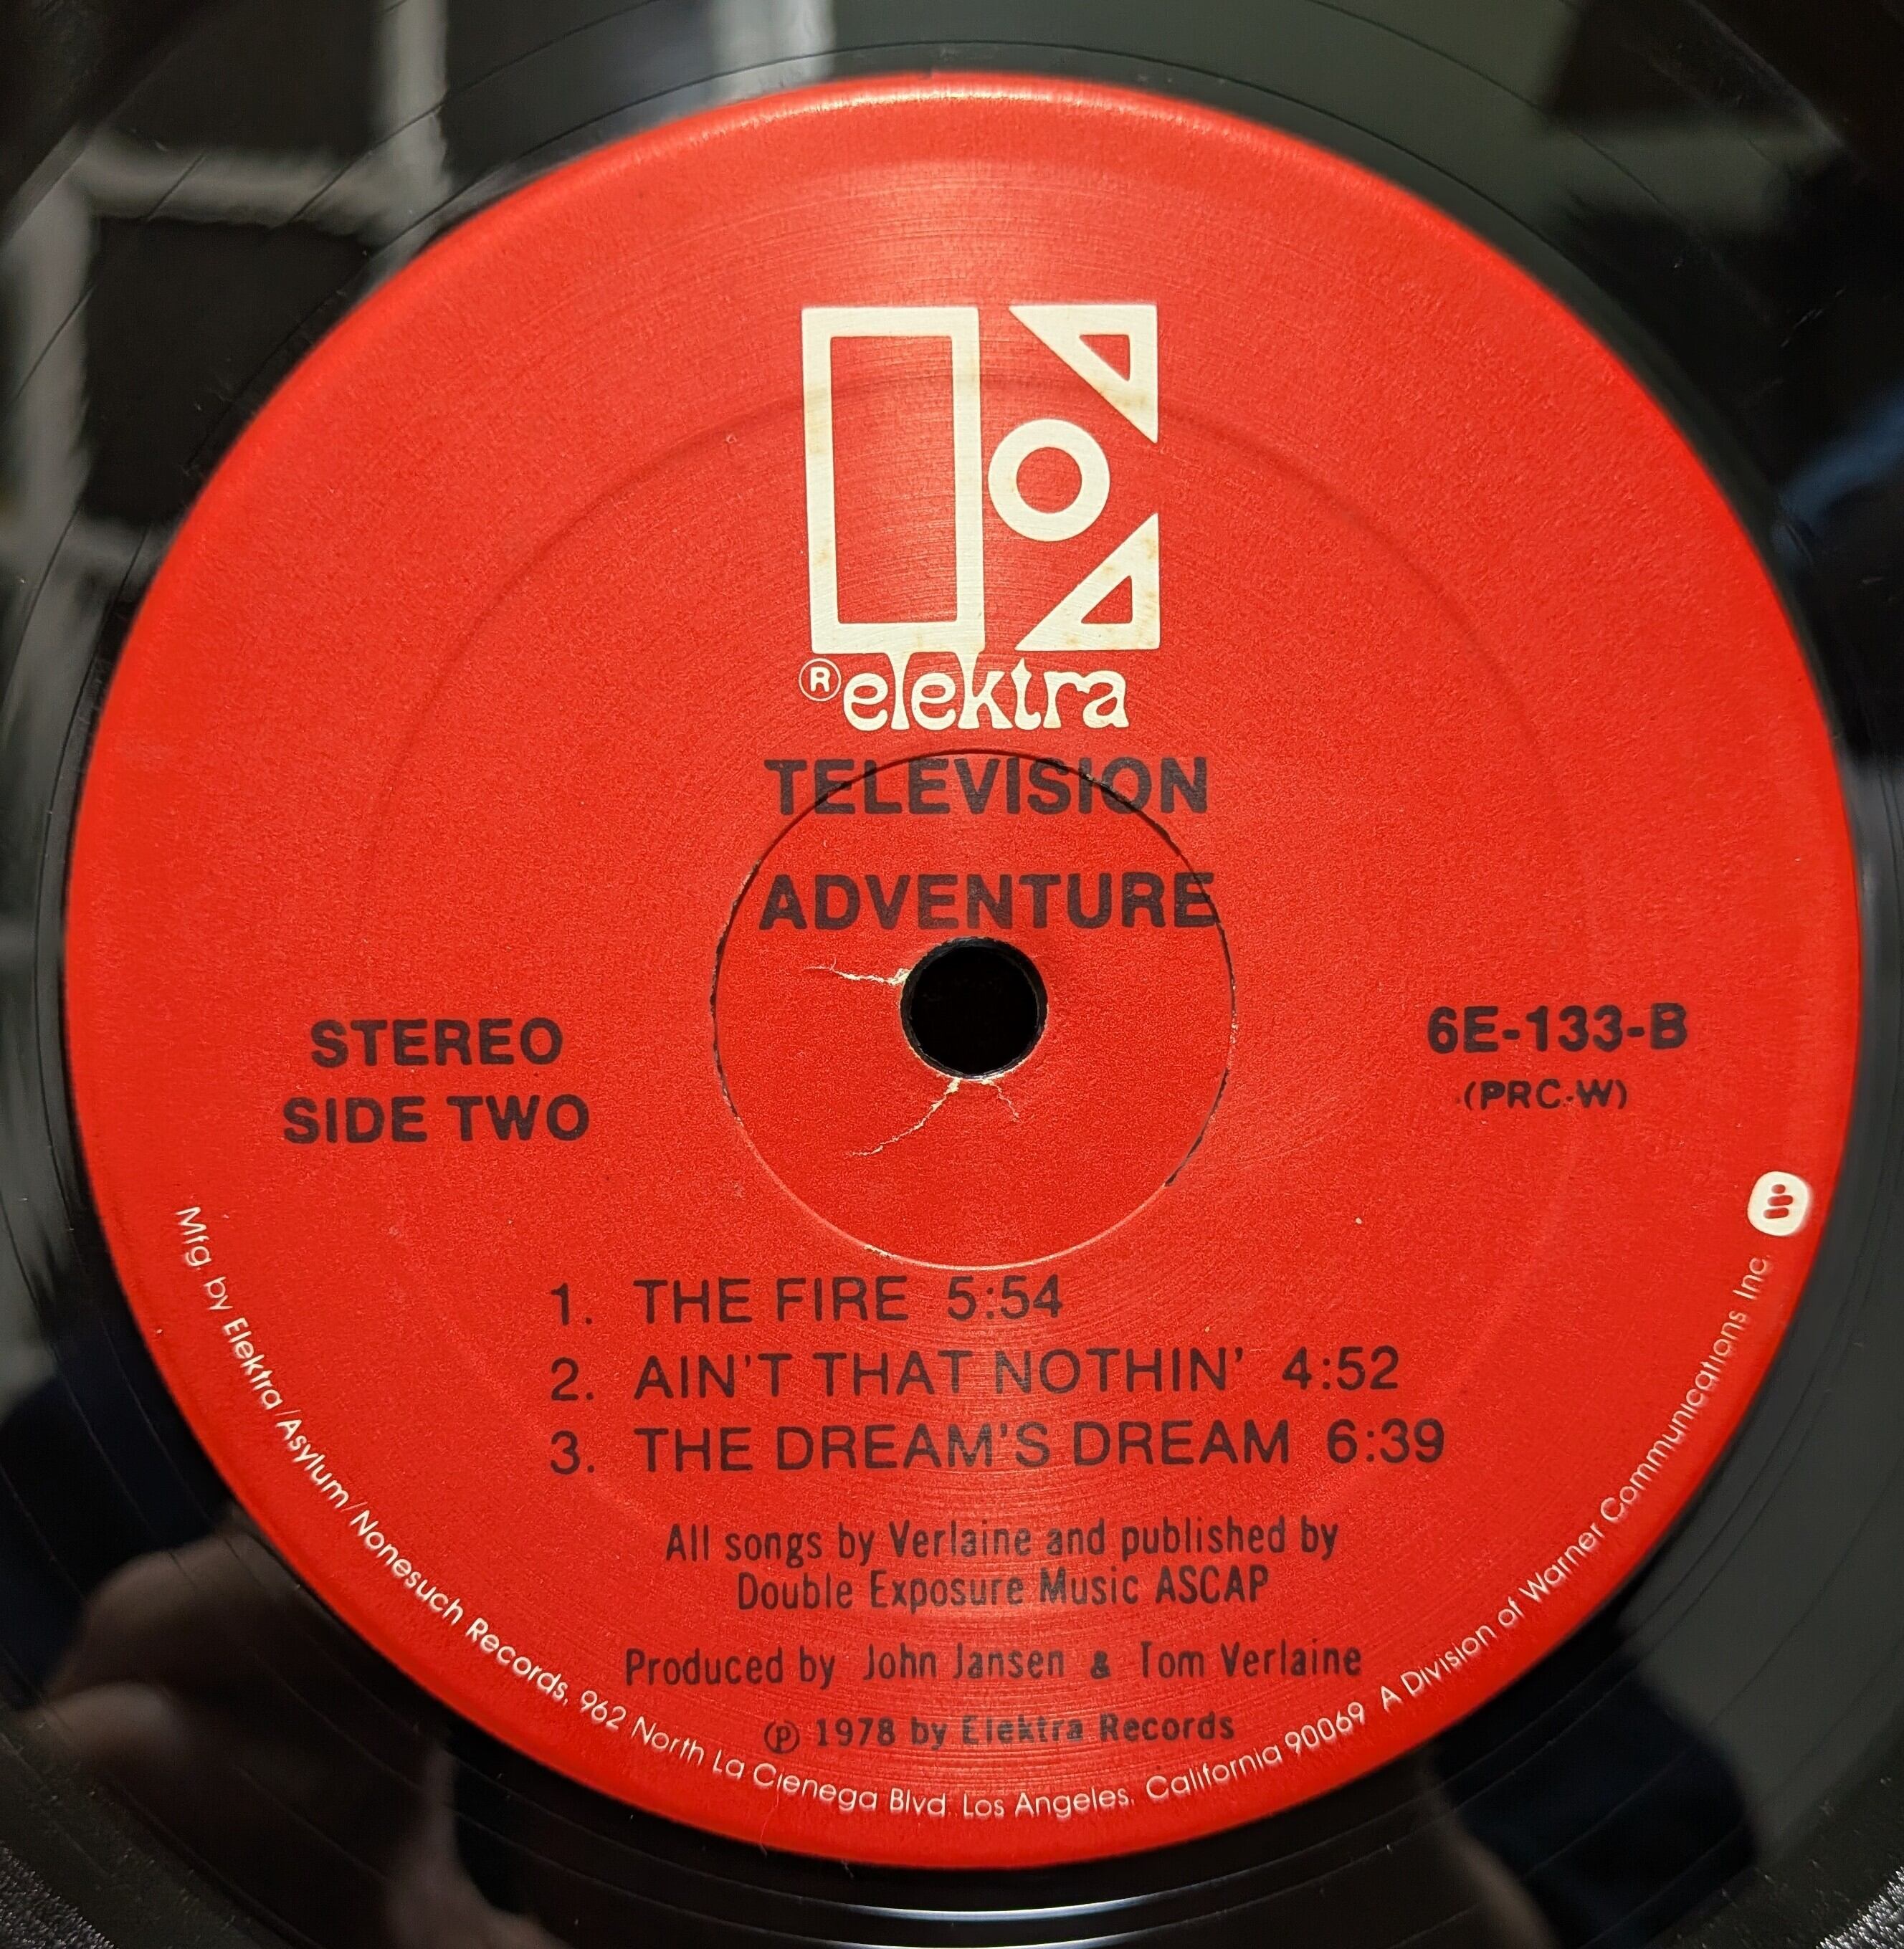 ® elektra
TELEVISION
ADVENTURE
STEREO
SIDE TWO
6E-133-B
(PRC-W)
1. THE FIRE 5:54
2. AIN'T THAT NOTHIN' 4:52
3. THE DREAM'S DREAM 6:39
All songs by Verlaine and published by
Double Exposure Music ASCAP
Produced by John Jansen & Tom Verlaine
℗ 1978 by Elektra Records
Mfg. by Elektra/Asylum/Nonesuch Records, 962 North La Cienega Blvd. Los Angeles, California 90069 A Division of Warner Communications Inc.